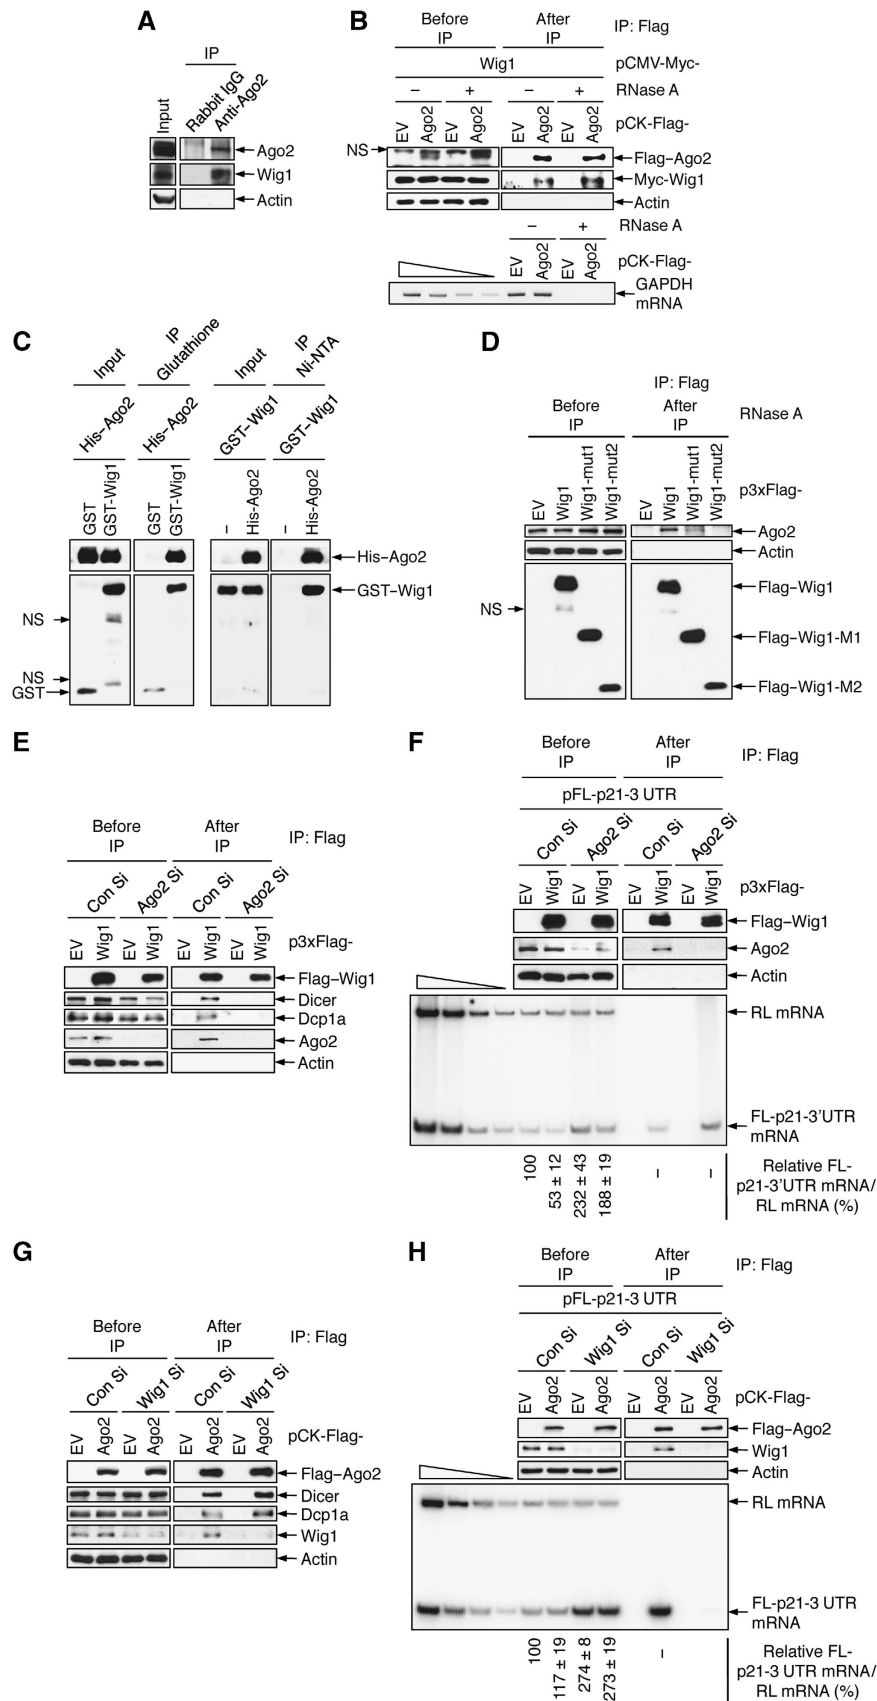 A
IP
Input
Rabbit IgG
Anti-Ago2
Ago2
Wig1
Actin
B
Before IP
After IP
IP: Flag
Wig1
pCMV-Myc-
– + – + RNase A
EV Ago2 EV Ago2 EV Ago2 EV Ago2 pCK-Flag-
NS
Flag–Ago2
Myc-Wig1
Actin
– + RNase A
EV Ago2 EV Ago2 pCK-Flag-
GAPDH
mRNA
C
Input
IP Glutathione
Input
IP Ni-NTA
His–Ago2
His–Ago2
GST–Wig1
GST–Wig1
GST
GST-Wig1
GST
GST-Wig1
–
His-Ago2
–
His-Ago2
His–Ago2
GST–Wig1
NS
NS
GST
D
IP: Flag
Before IP
After IP
RNase A
EV Wig1 Wig1-mut1 Wig1-mut2 EV Wig1 Wig1-mut1 Wig1-mut2 p3xFlag-
Ago2
Actin
Flag–Wig1
NS
Flag–Wig1-M1
Flag–Wig1-M2
E
Before IP
After IP
IP: Flag
Con Si Ago2 Si Con Si Ago2 Si
EV Wig1 EV Wig1 EV Wig1 EV Wig1 p3xFlag-
Flag–Wig1
Dicer
Dcp1a
Ago2
Actin
F
Before IP
After IP
IP: Flag
pFL-p21-3 UTR
Con Si Ago2 Si Con Si Ago2 Si
EV Wig1 EV Wig1 EV Wig1 EV Wig1 p3xFlag-
Flag–Wig1
Ago2
Actin
RL mRNA
FL-p21-3'UTR
mRNA
100
53 ± 12
232 ± 43
188 ± 19
–
–
Relative FL-
p21-3'UTR mRNA/
RL mRNA (%)
G
Before IP
After IP
IP: Flag
Con Si Wig1 Si Con Si Wig1 Si
EV Ago2 EV Ago2 EV Ago2 EV Ago2 pCK-Flag-
Flag–Ago2
Dicer
Dcp1a
Wig1
Actin
H
Before IP
After IP
IP: Flag
pFL-p21-3 UTR
Con Si Wig1 Si Con Si Wig1 Si
EV Ago2 EV Ago2 EV Ago2 EV Ago2 pCK-Flag-
Flag–Ago2
Wig1
Actin
RL mRNA
FL-p21-3 UTR
mRNA
100
117 ± 19
274 ± 8
273 ± 19
–
Relative FL-
p21-3 UTR mRNA/
RL mRNA (%)